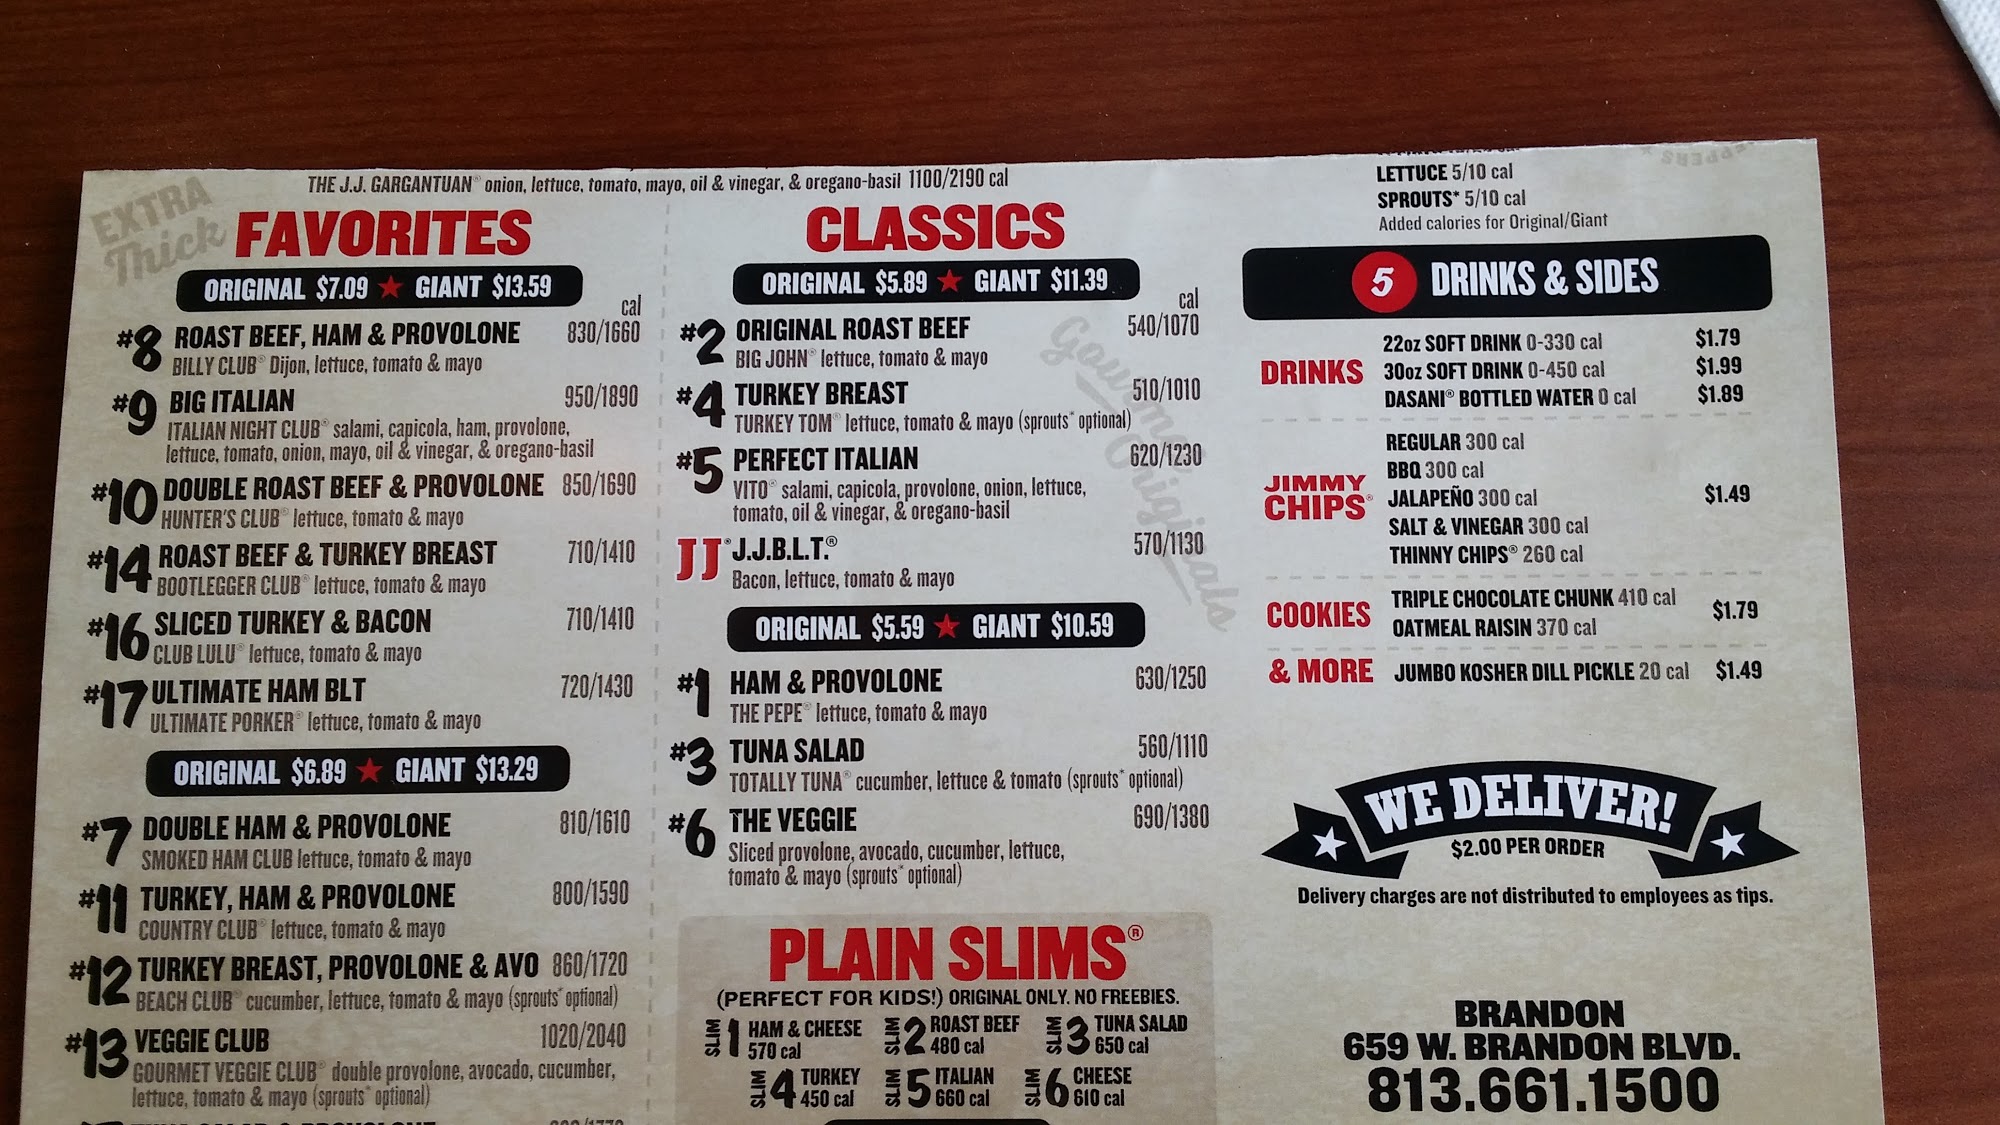 THE J.J. GARGANTUAN® onion, lettuce, tomato, mayo, oil & vinegar, & oregano-basil 1100/2190 cal
EXTRA
Thick
FAVORITES
ORIGINAL $7.09 ★ GIANT $13.59
cal
#8 ROAST BEEF, HAM & PROVOLONE 830/1660
BILLY CLUB® Dijon, lettuce, tomato & mayo
#9 BIG ITALIAN 950/1890
ITALIAN NIGHT CLUB® salami, capicola, ham, provolone,
lettuce, tomato, onion, mayo, oil & vinegar, & oregano-basil
#10 DOUBLE ROAST BEEF & PROVOLONE 850/1690
HUNTER'S CLUB® lettuce, tomato & mayo
#14 ROAST BEEF & TURKEY BREAST 710/1410
BOOTLEGGER CLUB® lettuce, tomato & mayo
#16 SLICED TURKEY & BACON 710/1410
CLUB LULU® lettuce, tomato & mayo
#17 ULTIMATE HAM BLT 720/1430
ULTIMATE PORKER® lettuce, tomato & mayo
ORIGINAL $6.89 ★ GIANT $13.29
#7 DOUBLE HAM & PROVOLONE 810/1610
SMOKED HAM CLUB lettuce, tomato & mayo
#11 TURKEY, HAM & PROVOLONE 800/1590
COUNTRY CLUB® lettuce, tomato & mayo
#12 TURKEY BREAST, PROVOLONE & AVO 860/1720
BEACH CLUB® cucumber, lettuce, tomato & mayo (sprouts* optional)
#13 VEGGIE CLUB 1020/2040
GOURMET VEGGIE CLUB® double provolone, avocado, cucumber,
lettuce, tomato & mayo (sprouts* optional)
CLASSICS
ORIGINAL $5.89 ★ GIANT $11.39
cal
#2 ORIGINAL ROAST BEEF 540/1070
BIG JOHN® lettuce, tomato & mayo
#4 TURKEY BREAST 510/1010
TURKEY TOM® lettuce, tomato & mayo (sprouts* optional)
#5 PERFECT ITALIAN 620/1230
VITO® salami, capicola, provolone, onion, lettuce,
tomato, oil & vinegar, & oregano-basil
JJ® J.J.B.L.T.® 570/1130
Bacon, lettuce, tomato & mayo
Gourmet
Originals
ORIGINAL $5.59 ★ GIANT $10.59
#1 HAM & PROVOLONE 630/1250
THE PEPE® lettuce, tomato & mayo
#3 TUNA SALAD 560/1110
TOTALLY TUNA® cucumber, lettuce & tomato (sprouts* optional)
#6 THE VEGGIE 690/1380
Sliced provolone, avocado, cucumber, lettuce,
tomato & mayo (sprouts* optional)
PLAIN SLIMS®
(PERFECT FOR KIDS!) ORIGINAL ONLY. NO FREEBIES.
SLIM 1 HAM & CHEESE 570 cal SLIM 2 ROAST BEEF 480 cal SLIM 3 TUNA SALAD 650 cal
SLIM 4 TURKEY 450 cal SLIM 5 ITALIAN 660 cal SLIM 6 CHEESE 610 cal
LETTUCE 5/10 cal
SPROUTS* 5/10 cal
Added calories for Original/Giant
5 DRINKS & SIDES
DRINKS
22oz SOFT DRINK 0-330 cal $1.79
30oz SOFT DRINK 0-450 cal $1.99
DASANI® BOTTLED WATER 0 cal $1.89
JIMMY
CHIPS®
REGULAR 300 cal
BBQ 300 cal
JALAPEÑO 300 cal $1.49
SALT & VINEGAR 300 cal
THINNY CHIPS® 260 cal
COOKIES
TRIPLE CHOCOLATE CHUNK 410 cal
OATMEAL RAISIN 370 cal
$1.79
& MORE JUMBO KOSHER DILL PICKLE 20 cal $1.49
WE DELIVER!
$2.00 PER ORDER
Delivery charges are not distributed to employees as tips.
BRANDON
659 W. BRANDON BLVD.
813.661.1500